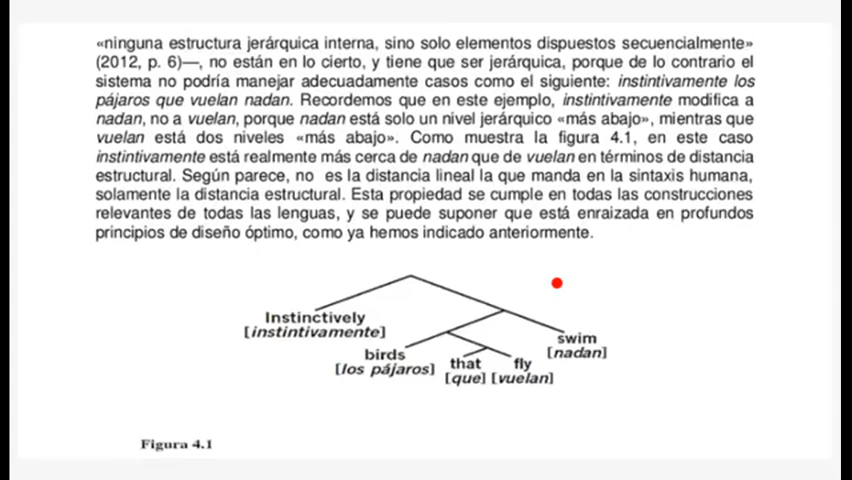 «ninguna estructura jerárquica interna, sino solo elementos dispuestos secuencialmente»
(2012, p. 6)—, no están en lo cierto, y tiene que ser jerárquica, porque de lo contrario el
sistema no podría manejar adecuadamente casos como el siguiente: instintivamente los
pájaros que vuelan nadan. Recordemos que en este ejemplo, instintivamente modifica a
nadan, no a vuelan, porque nadan está solo un nivel jerárquico «más abajo», mientras que
vuelan está dos niveles «más abajo». Como muestra la figura 4.1, en este caso
instintivamente está realmente más cerca de nadan que de vuelan en términos de distancia
estructural. Según parece, no es la distancia lineal la que manda en la sintaxis humana,
solamente la distancia estructural. Esta propiedad se cumple en todas las construcciones
relevantes de todas las lenguas, y se puede suponer que está enraizada en profundos
principios de diseño óptimo, como ya hemos indicado anteriormente.
Instinctively
[instintivamente]
birds
[los pájaros]
that
[que]
fly
[vuelan]
swim
[nadan]
Figura 4.1